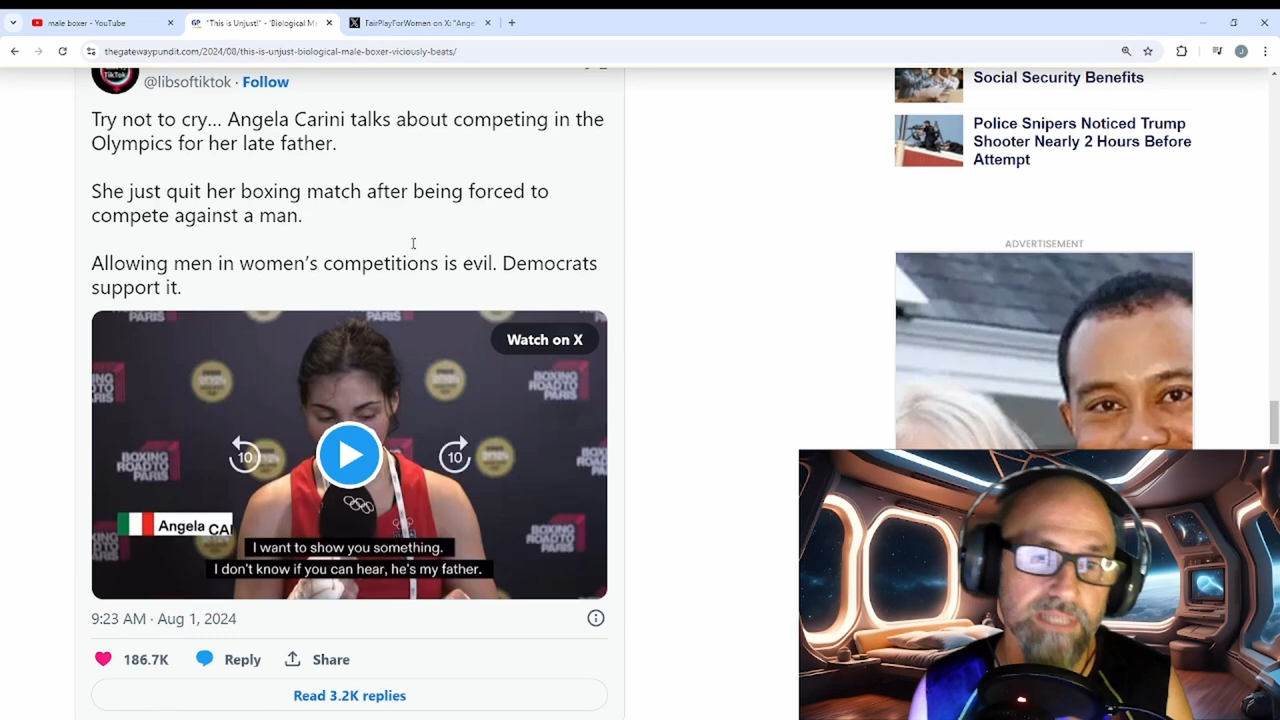 male boxer - YouTube
"This is Unjust!" - 'Biological M
FairPlayForWomen on X: "Ange
thegatewaypundit.com/2024/08/this-is-unjust-biological-male-boxer-viciously-beats/
J
TikTok
@libsoftiktok · Follow
Try not to cry... Angela Carini talks about competing in the
Olympics for her late father.
She just quit her boxing match after being forced to
compete against a man.
Allowing men in women's competitions is evil. Democrats
support it.
PARIS
PARIS
Watch on X
BOXING
ROAD TO
PARIS
BOXING
ROAD TO
PARIS
10
10
Angela CA
I want to show you something.
I don't know if you can hear, he's my father.
9:23 AM · Aug 1, 2024
186.7K
Reply
Share
Read 3.2K replies
Social Security Benefits
Police Snipers Noticed Trump
Shooter Nearly 2 Hours Before
Attempt
ADVERTISEMENT